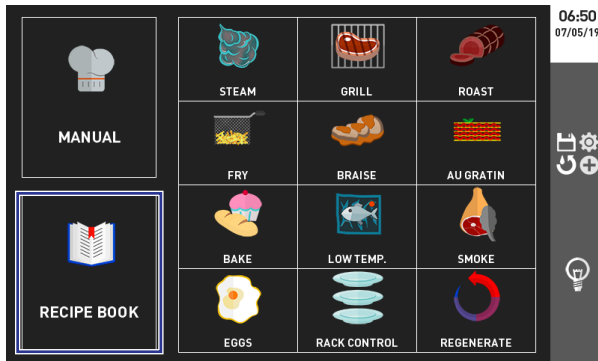 06:50
07/05/19
MANUAL
STEAM
GRILL
ROAST
FRY
BRAISE
AU GRATIN
RECIPE BOOK
BAKE
LOW TEMP.
SMOKE
EGGS
RACK CONTROL
REGENERATE